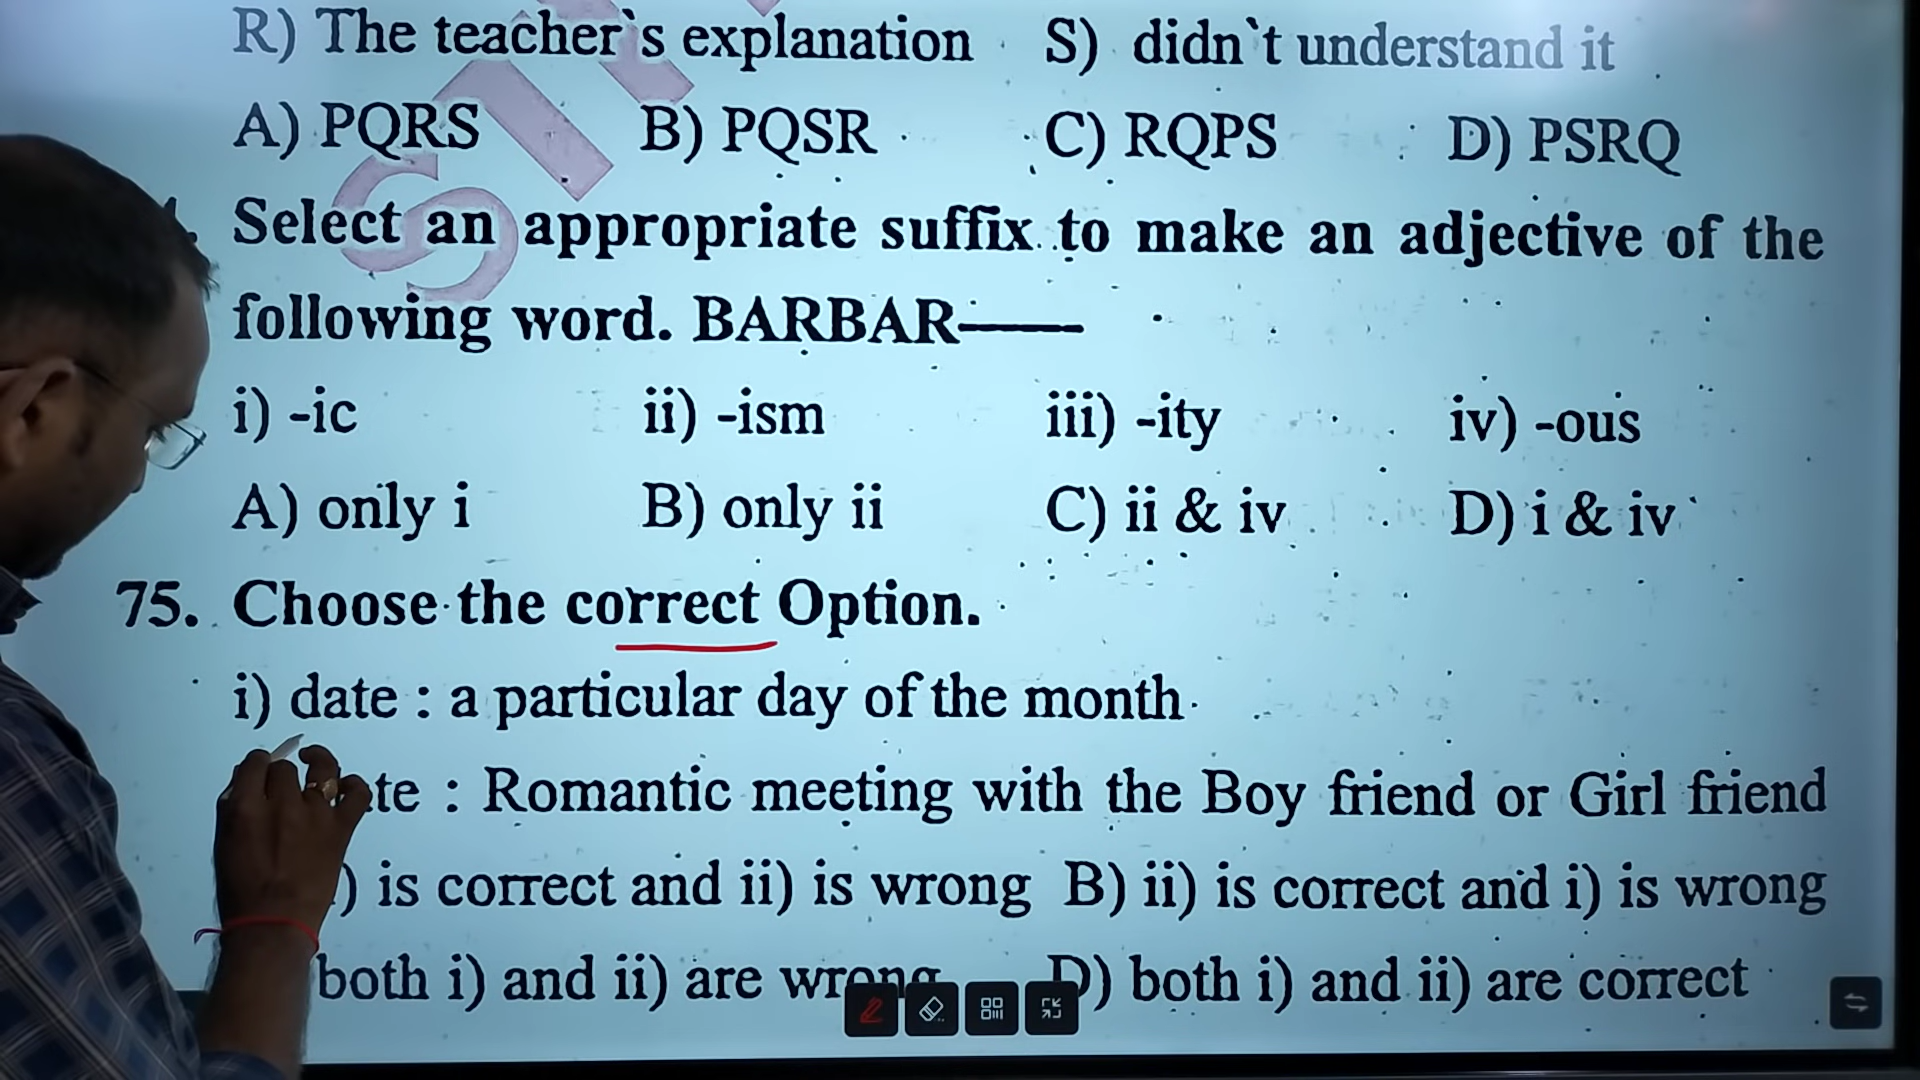 R) The teacher`s explanation S) didn`t understand it
A) PQRS B) PQSR C) RQPS D) PSRQ
Select an appropriate suffix to make an adjective of the
following word. BARBAR——
i) -ic ii) -ism iii) -ity iv) -ous
A) only i B) only ii C) ii & iv D) i & iv
75. Choose the correct Option.
i) date : a particular day of the month
: Romantic meeting with the Boy friend or Girl friend
) is correct and ii) is wrong B) ii) is correct and i) is wrong
both i) and ii) are wrong D) both i) and ii) are correct